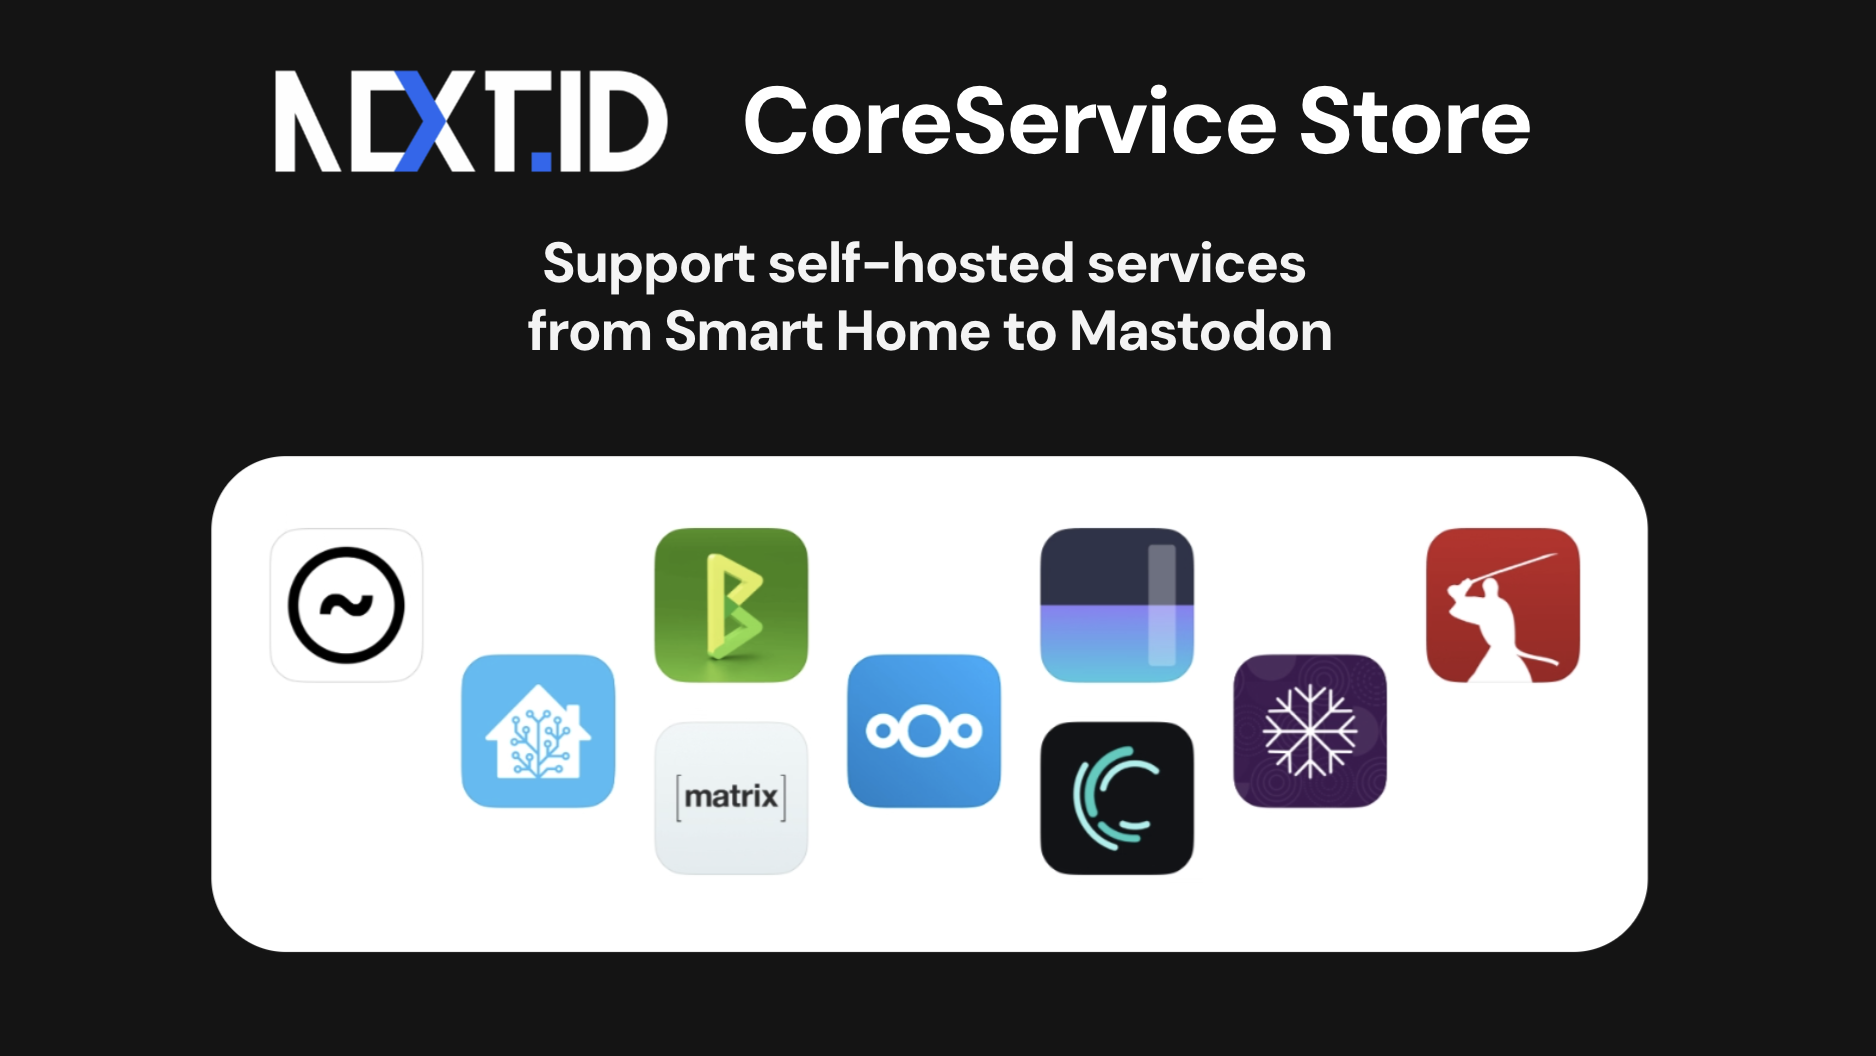 NEXT.ID CoreService Store
Support self-hosted services
from Smart Home to Mastodon
[matrix]